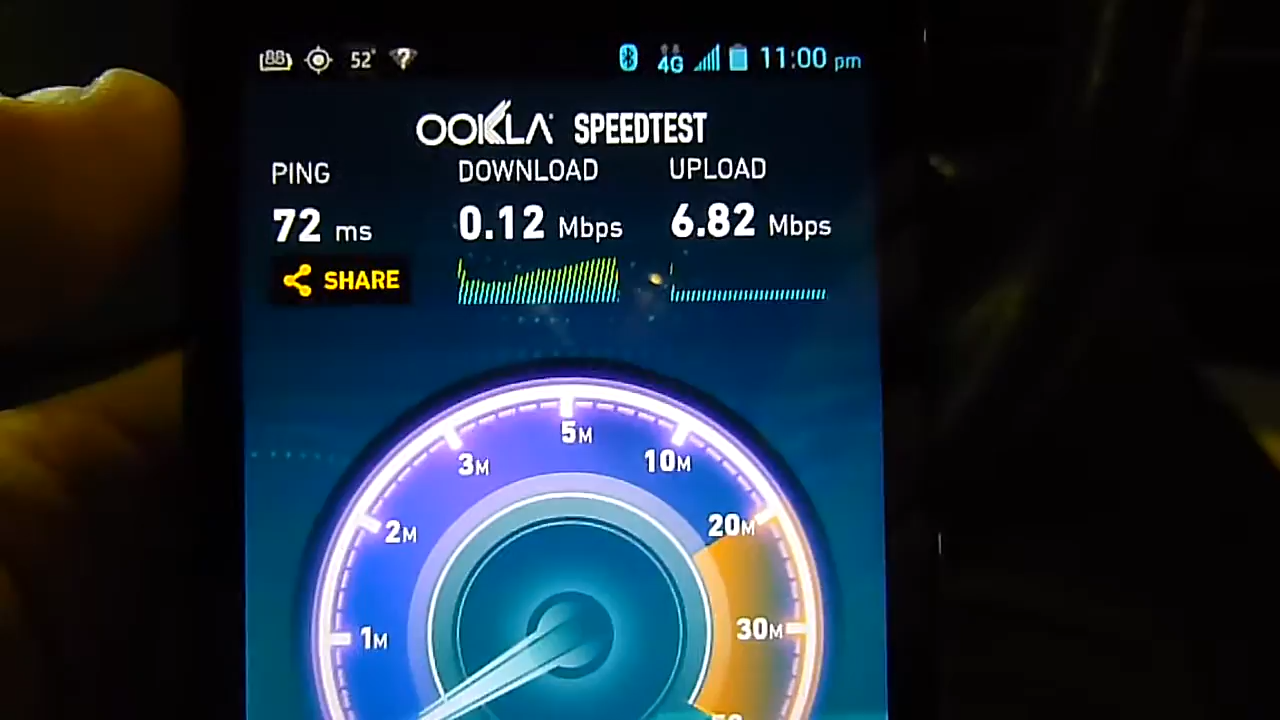 88 52° ? 4G 11:00 pm
OOKLA SPEEDTEST
PING DOWNLOAD UPLOAD
72 ms 0.12 Mbps 6.82 Mbps
SHARE
5M
3M 10M
2M 20M
1M 30M